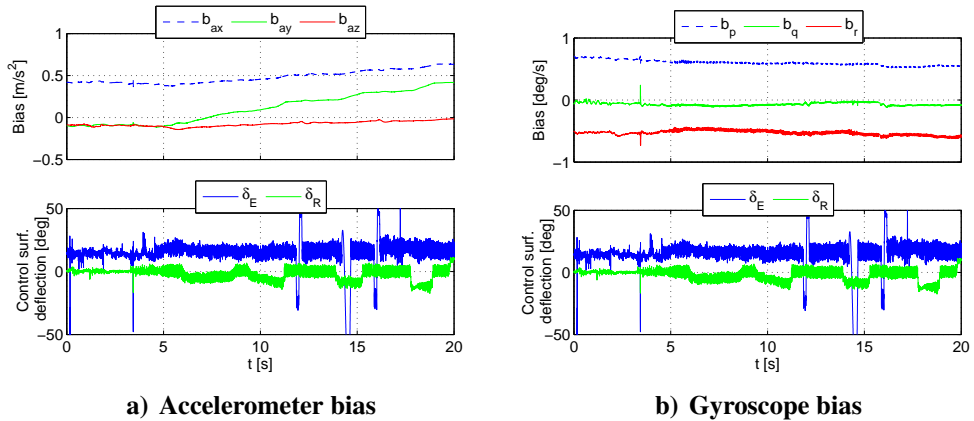 b_ax b_ay b_az
Bias [m/s²]
1
0.5
0
−0.5
δ_E δ_R
Control surf.
deflection [deg]
50
0
−50
0 5 10 15 20
t [s]
a) Accelerometer bias
b_p b_q b_r
Bias [deg/s]
1
0
−1
δ_E δ_R
Control surf.
deflection [deg]
50
0
−50
0 5 10 15 20
t [s]
b) Gyroscope bias